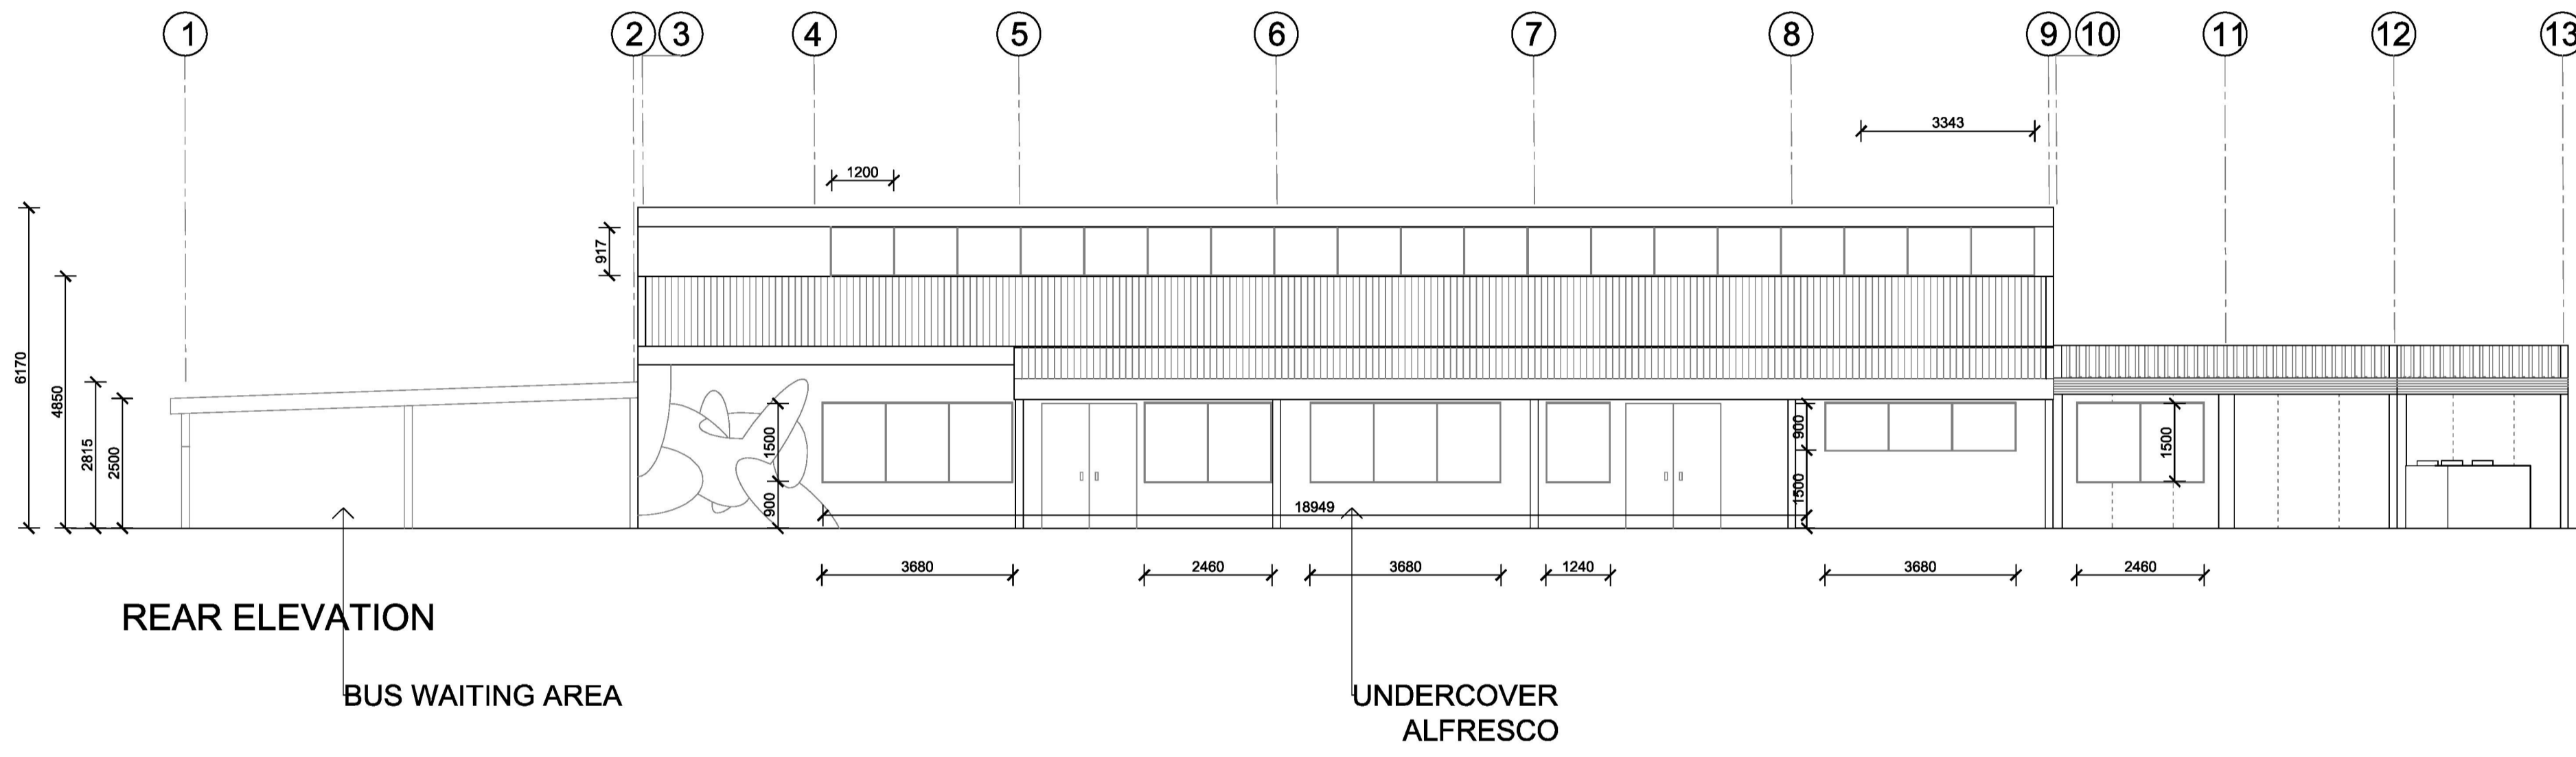 1 2 3 4 5 6 7 8 9 10 11 12 13
3343
1200
917
6170
4850
2815
2500
1500
900
18949
900
1500
1500
3680 2460 3680 1240 3680 2460
REAR ELEVATION
BUS WAITING AREA
UNDERCOVER
ALFRESCO